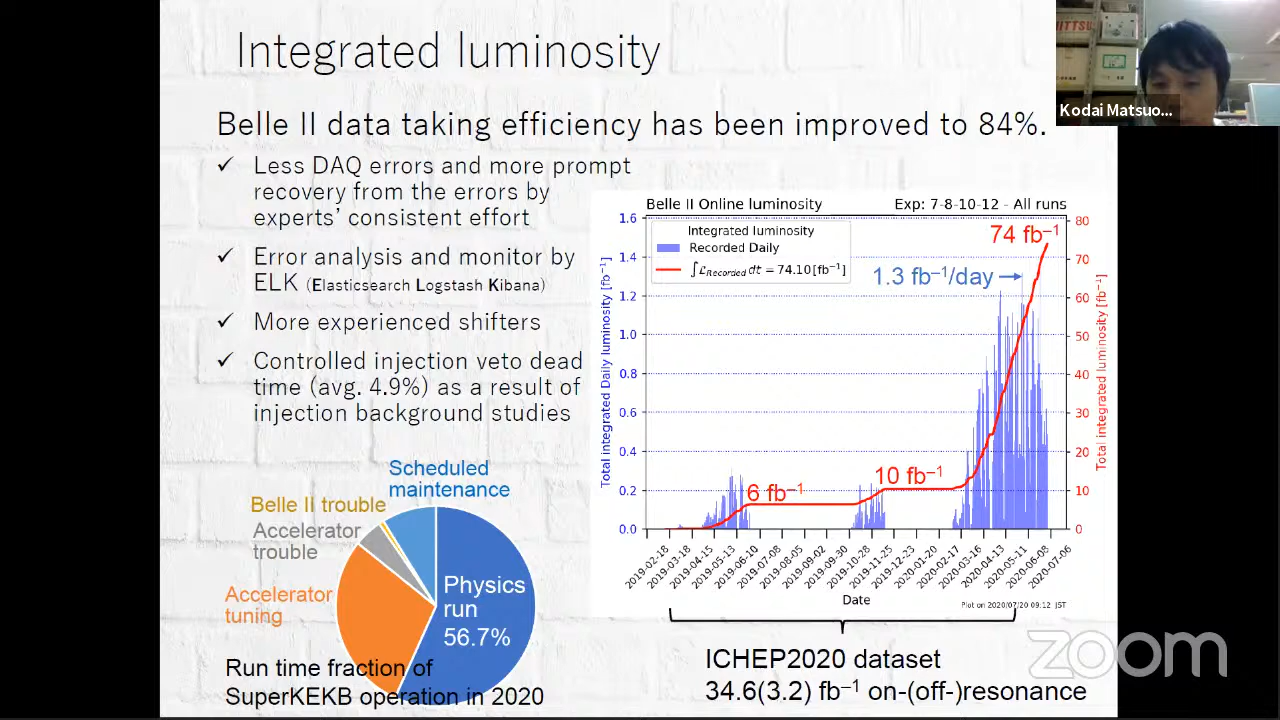 Integrated luminosity
Kodai Matsuo...
Belle II data taking efficiency has been improved to 84%.
✓ Less DAQ errors and more prompt
recovery from the errors by
experts' consistent effort
✓ Error analysis and monitor by
ELK (Elasticsearch Logstash Kibana)
✓ More experienced shifters
✓ Controlled injection veto dead
time (avg. 4.9%) as a result of
injection background studies
Belle II Online luminosity
Exp: 7-8-10-12 - All runs
Integrated luminosity
Recorded Daily
∫ℒRecorded dt = 74.10 [fb⁻¹]
74 fb⁻¹
1.3 fb⁻¹/day
10 fb⁻¹
6 fb⁻¹
Total integrated Daily luminosity [fb⁻¹]
1.6
1.4
1.2
1.0
0.8
0.6
0.4
0.2
0.0
Total integrated luminosity [fb⁻¹]
80
70
60
50
40
30
20
10
0
2019-02-18
2019-03-18
2019-04-15
2019-05-13
2019-06-10
2019-07-08
2019-08-05
2019-09-02
2019-09-30
2019-10-28
2019-11-25
2019-12-23
2020-01-20
2020-02-17
2020-03-16
2020-04-13
2020-05-11
2020-06-08
2020-07-06
Date
Plot on 2020/07/20 09:12 JST
Scheduled
maintenance
Belle II trouble
Accelerator
trouble
Accelerator
tuning
Physics
run
56.7%
Run time fraction of
SuperKEKB operation in 2020
ICHEP2020 dataset
34.6(3.2) fb⁻¹ on-(off-)resonance
zoom